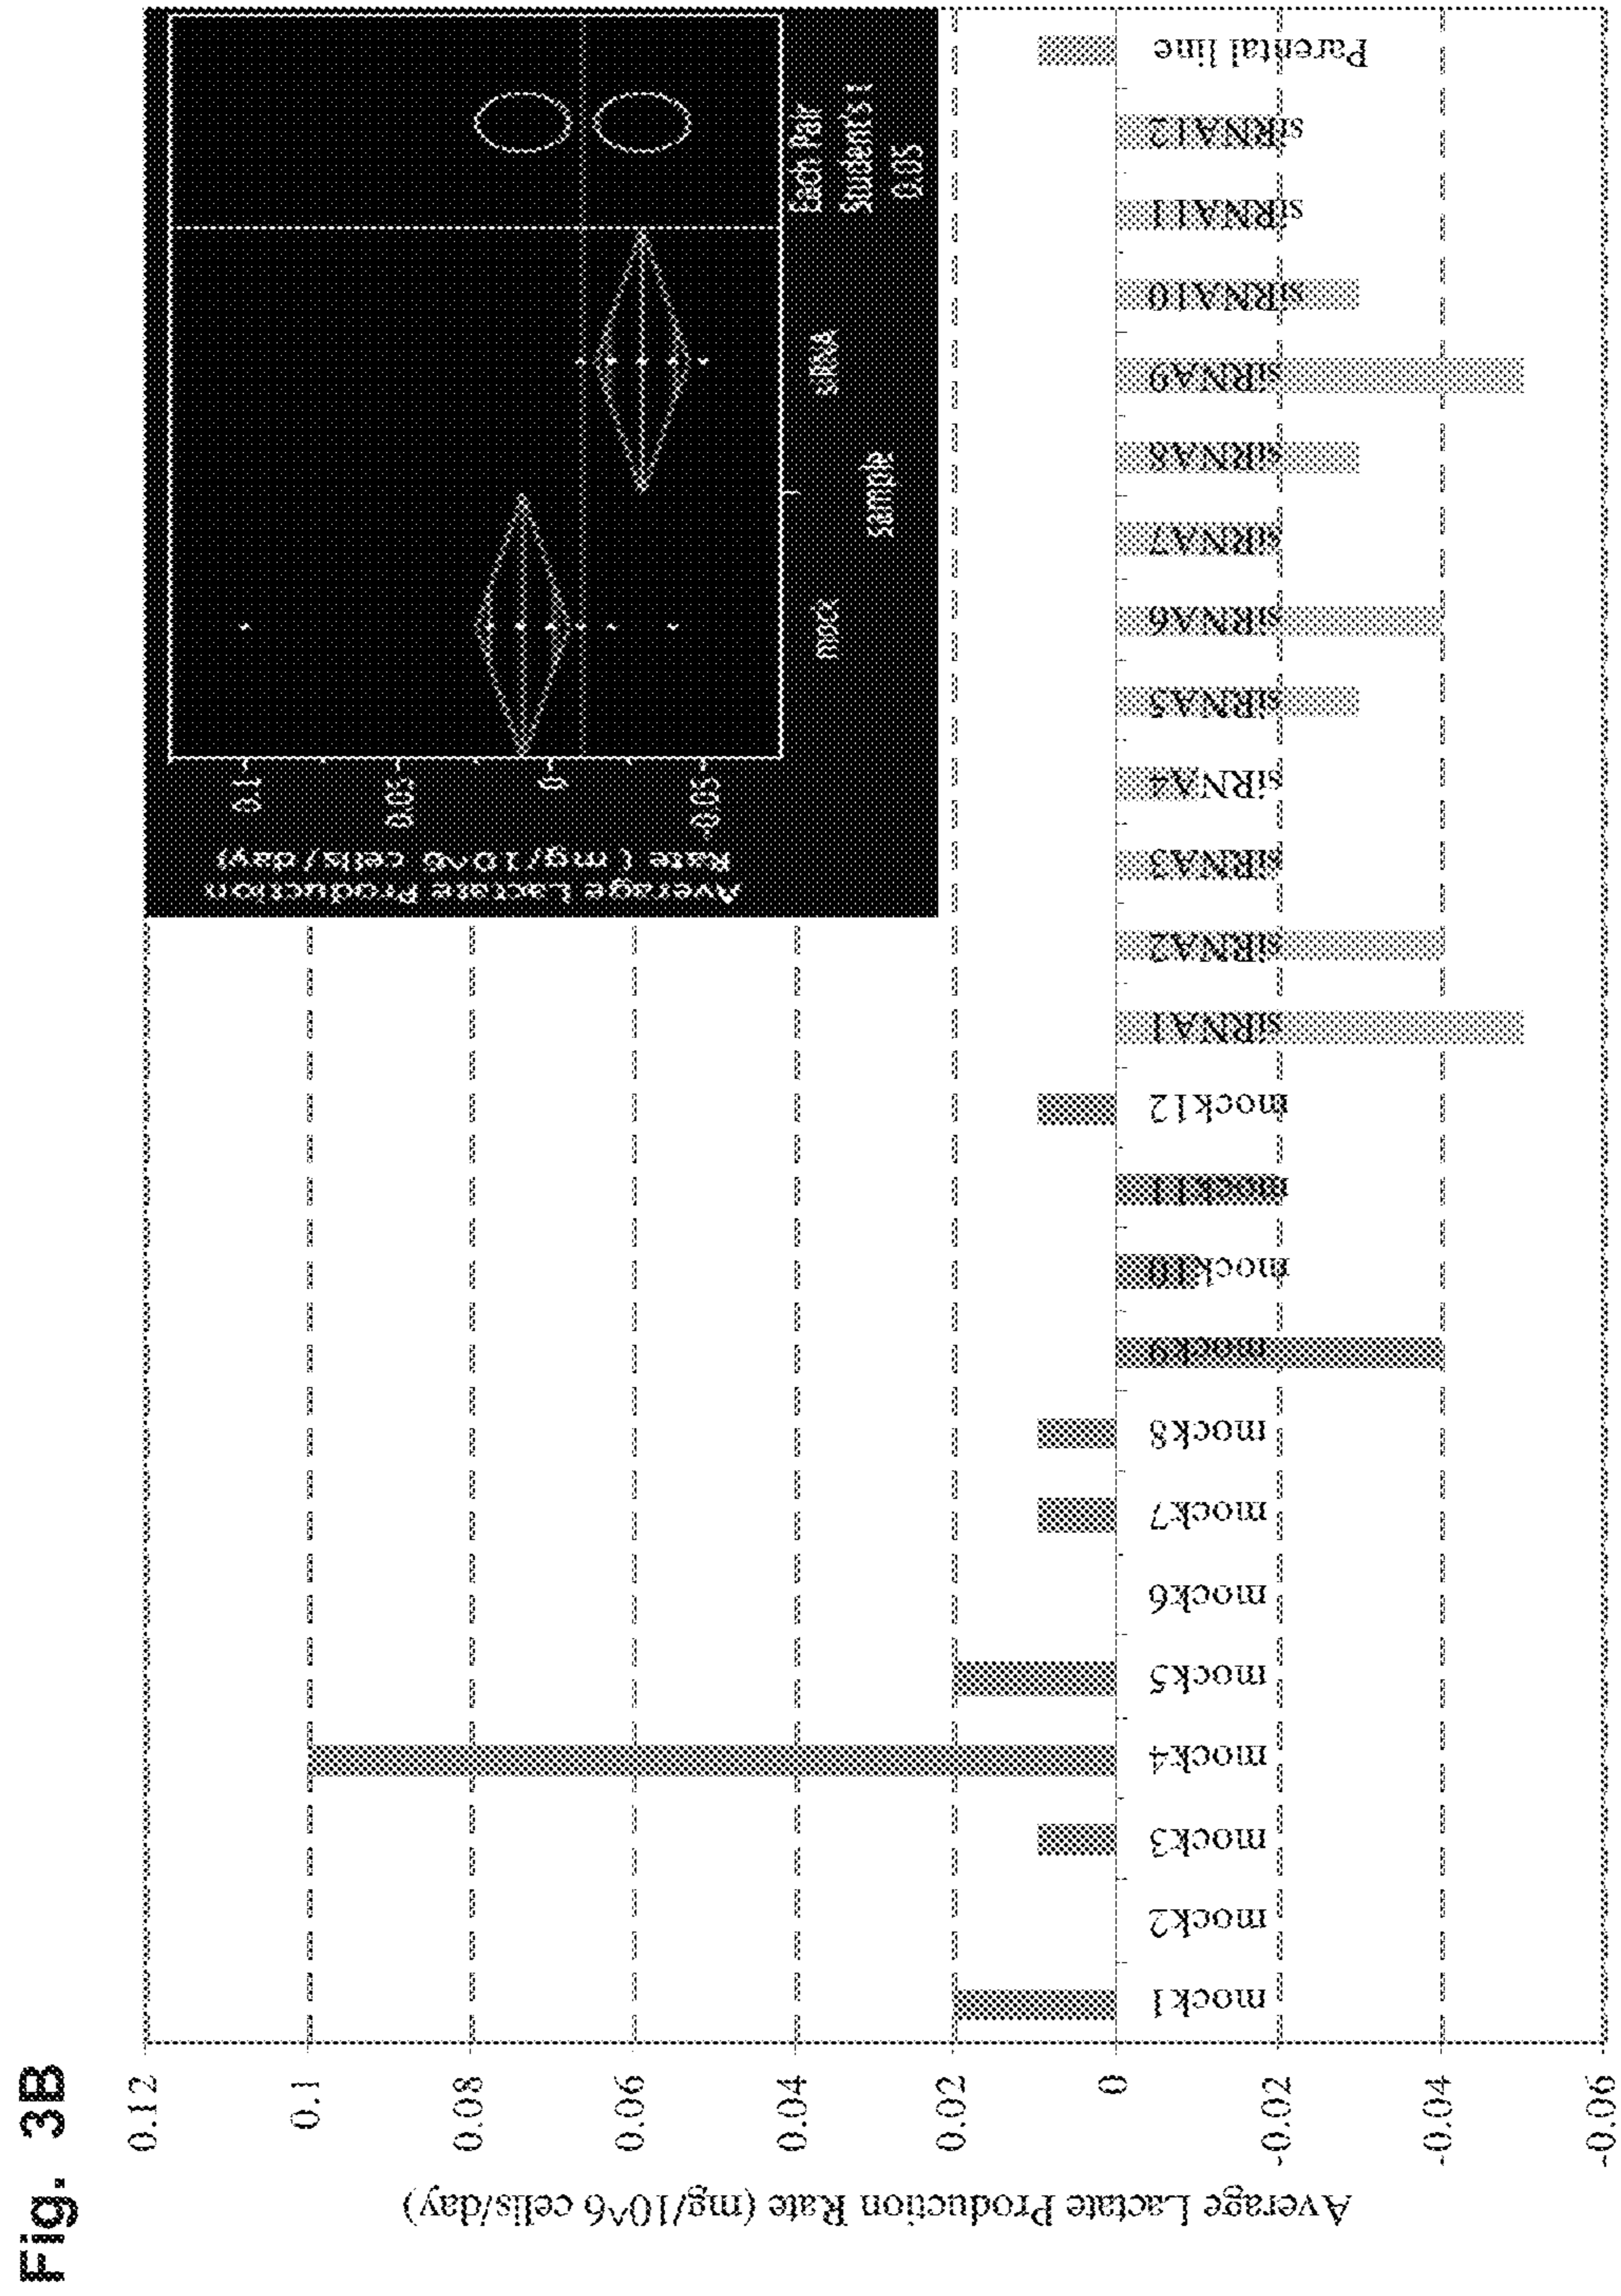 Fig. 3B
Average Lactate Production Rate (mg/10^6 cells/day)
0.12
0.1
0.08
0.06
0.04
0.02
0
-0.02
-0.04
-0.06
mock1
mock2
mock3
mock4
mock5
mock6
mock7
mock8
mock9
mock10
mock11
mock12
siRNA1
siRNA2
siRNA3
siRNA4
siRNA5
siRNA6
siRNA7
siRNA8
siRNA9
siRNA10
siRNA11
siRNA12
Parental line
Average Lactate Production
Rate (mg/10^6 cells/day)
0.1
0.05
0
-0.05
mock
siRNA
sample
Each Pair
Student's t
0.05